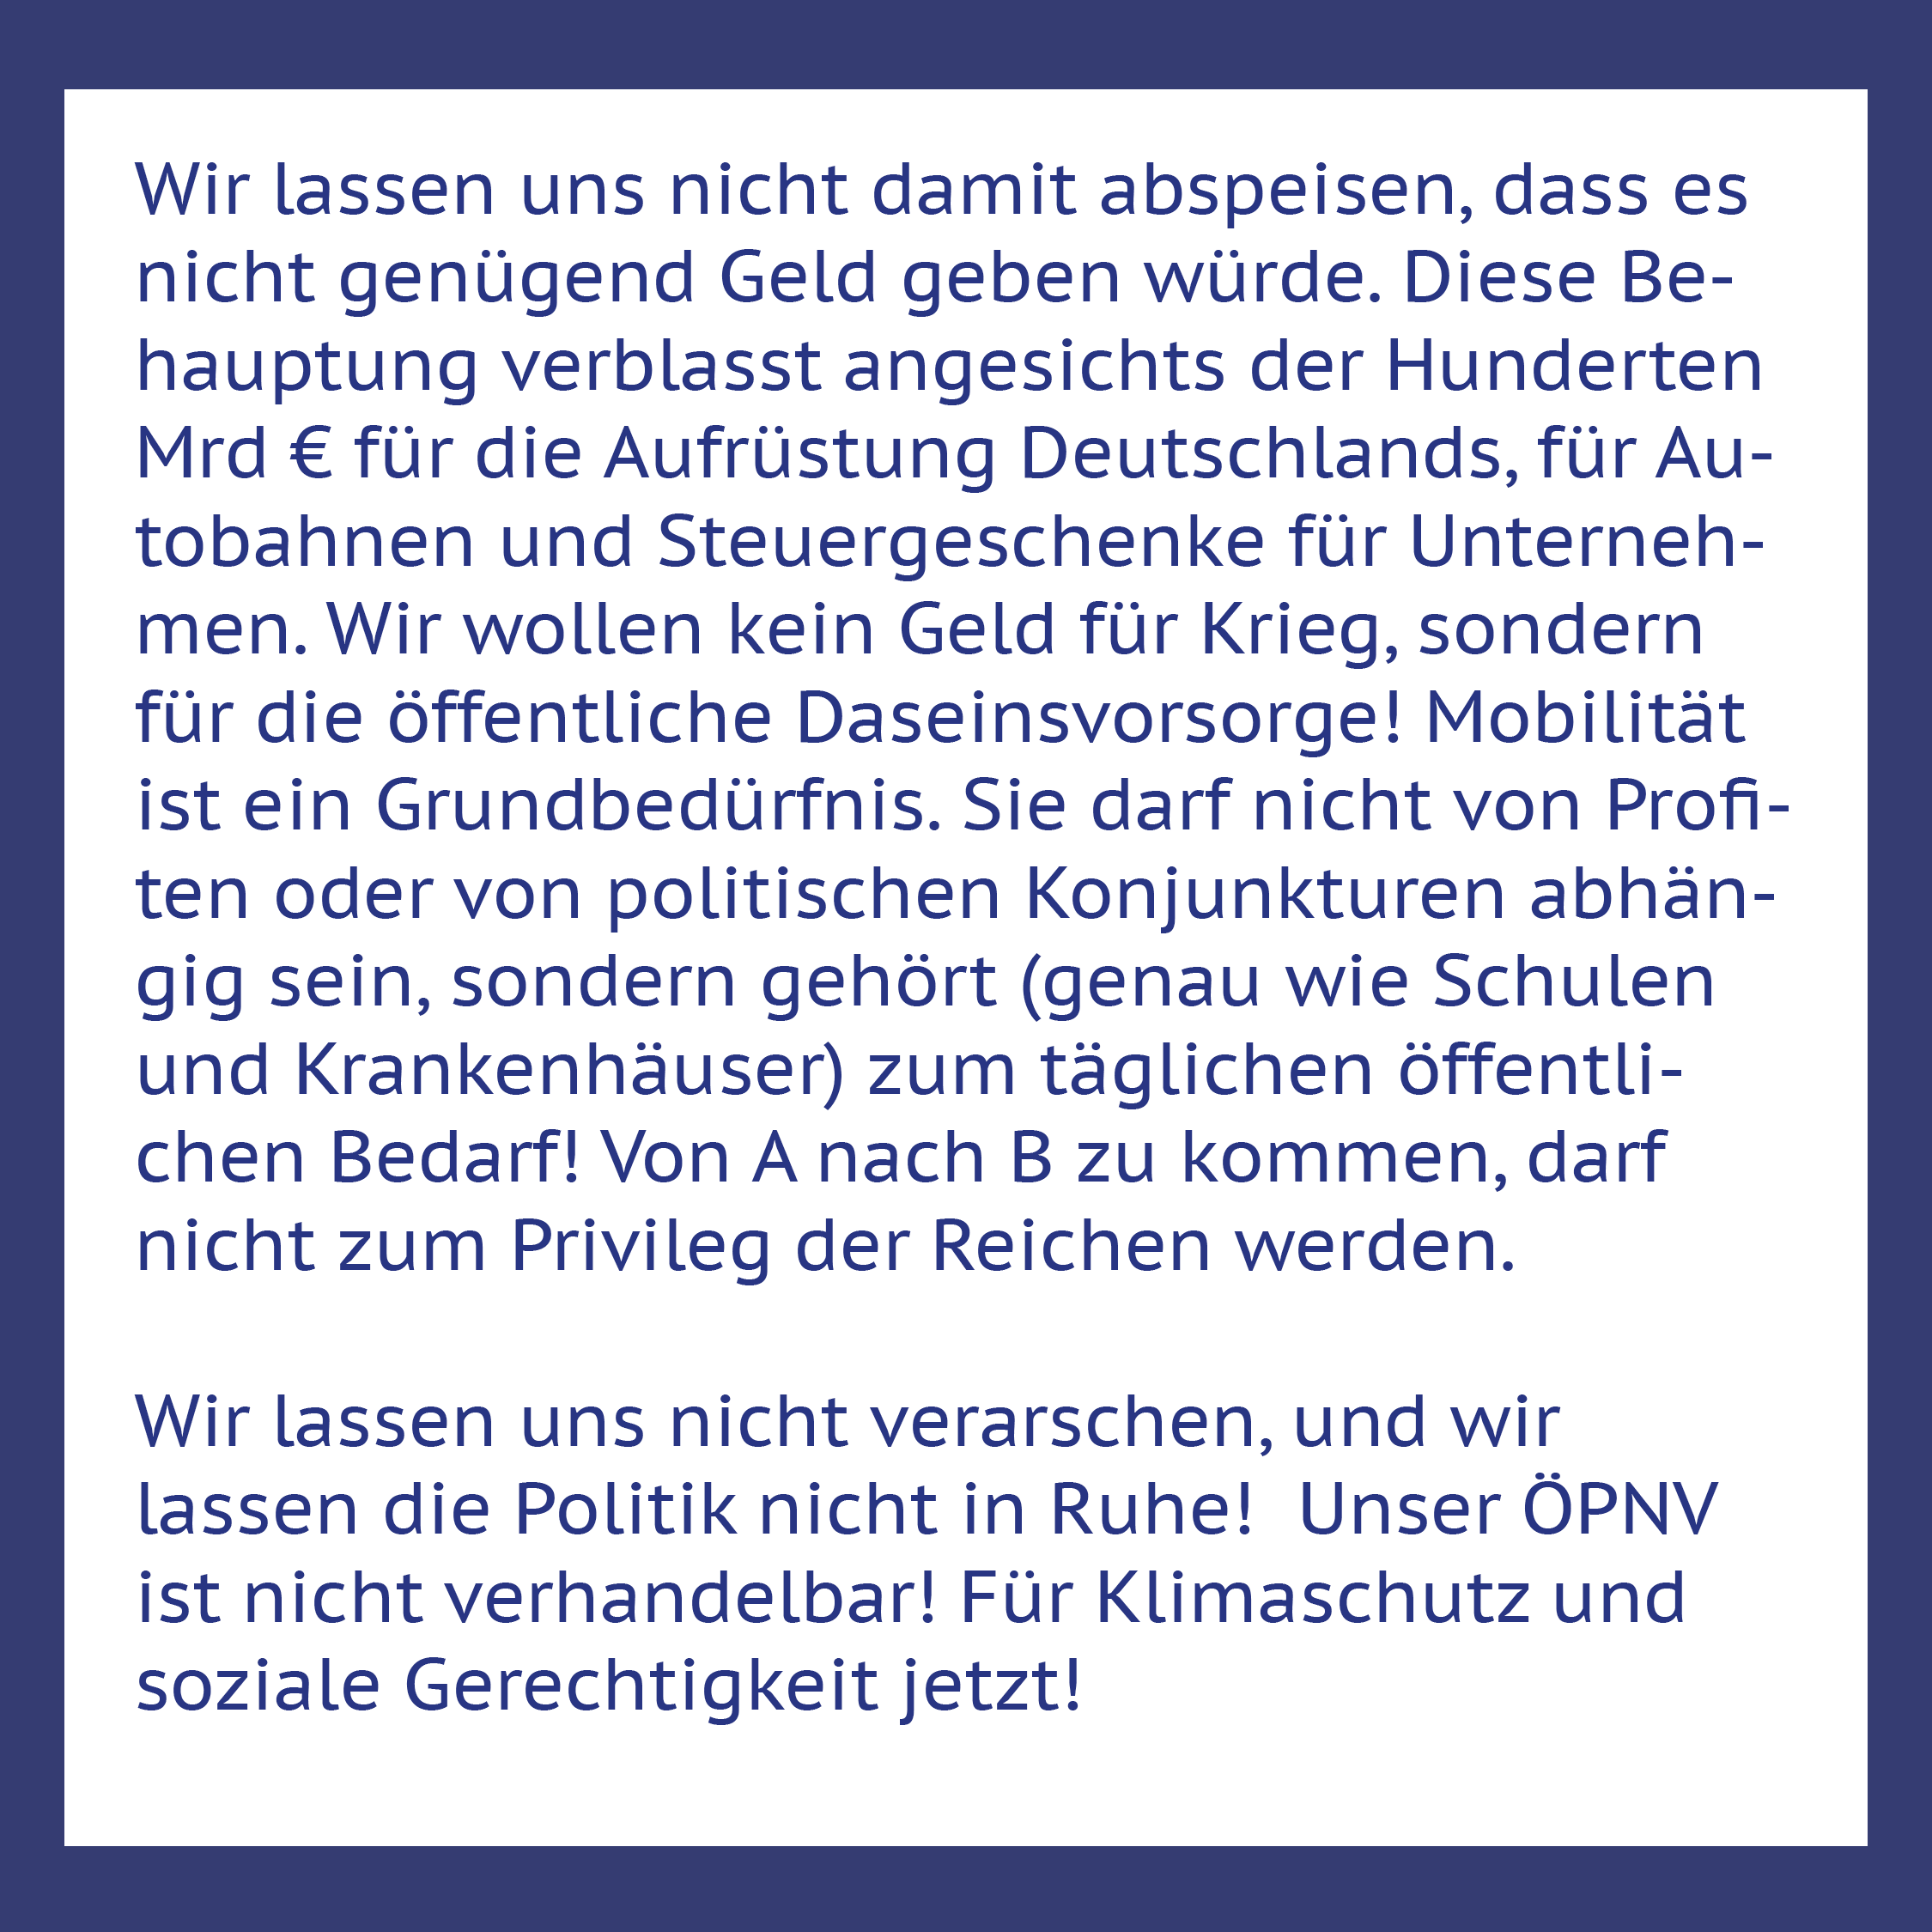 Wir lassen uns nicht damit abspeisen, dass es
nicht genügend Geld geben würde. Diese Be-
hauptung verblasst angesichts der Hunderten
Mrd € für die Aufrüstung Deutschlands, für Au-
tobahnen und Steuergeschenke für Unterneh-
men. Wir wollen kein Geld für Krieg, sondern
für die öffentliche Daseinsvorsorge! Mobilität
ist ein Grundbedürfnis. Sie darf nicht von Profi-
ten oder von politischen Konjunkturen abhän-
gig sein, sondern gehört (genau wie Schulen
und Krankenhäuser) zum täglichen öffentli-
chen Bedarf! Von A nach B zu kommen, darf
nicht zum Privileg der Reichen werden.

Wir lassen uns nicht verarschen, und wir
lassen die Politik nicht in Ruhe!  Unser ÖPNV
ist nicht verhandelbar! Für Klimaschutz und
soziale Gerechtigkeit jetzt!